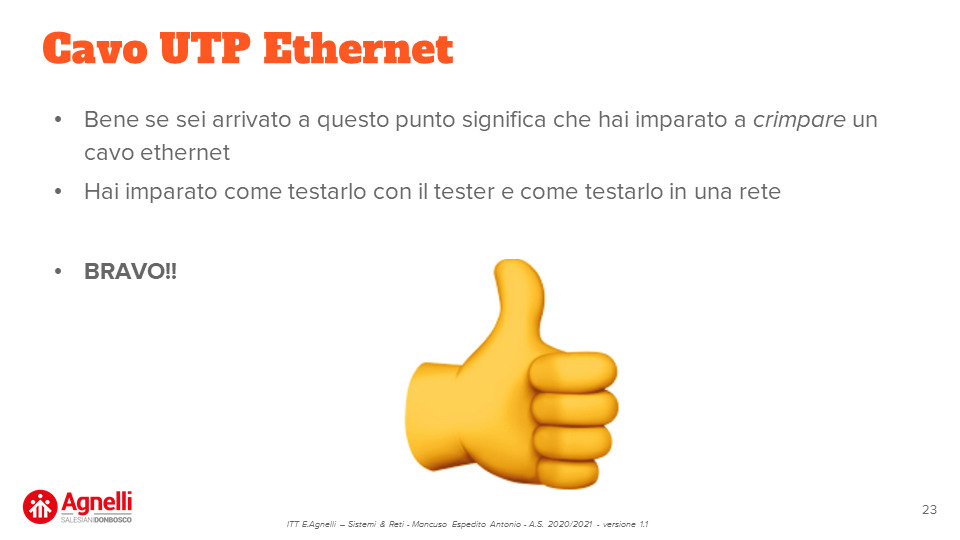 Cavo UTP Ethernet
• Bene se sei arrivato a questo punto significa che hai imparato a crimpare un
cavo ethernet
• Hai imparato come testarlo con il tester e come testarlo in una rete
• BRAVO!!
Agnelli
SALESIANIDONBOSCO
ITT E.Agnelli – Sistemi & Reti - Mancuso Espedito Antonio - A.S. 2020/2021 - versione 1.1
23